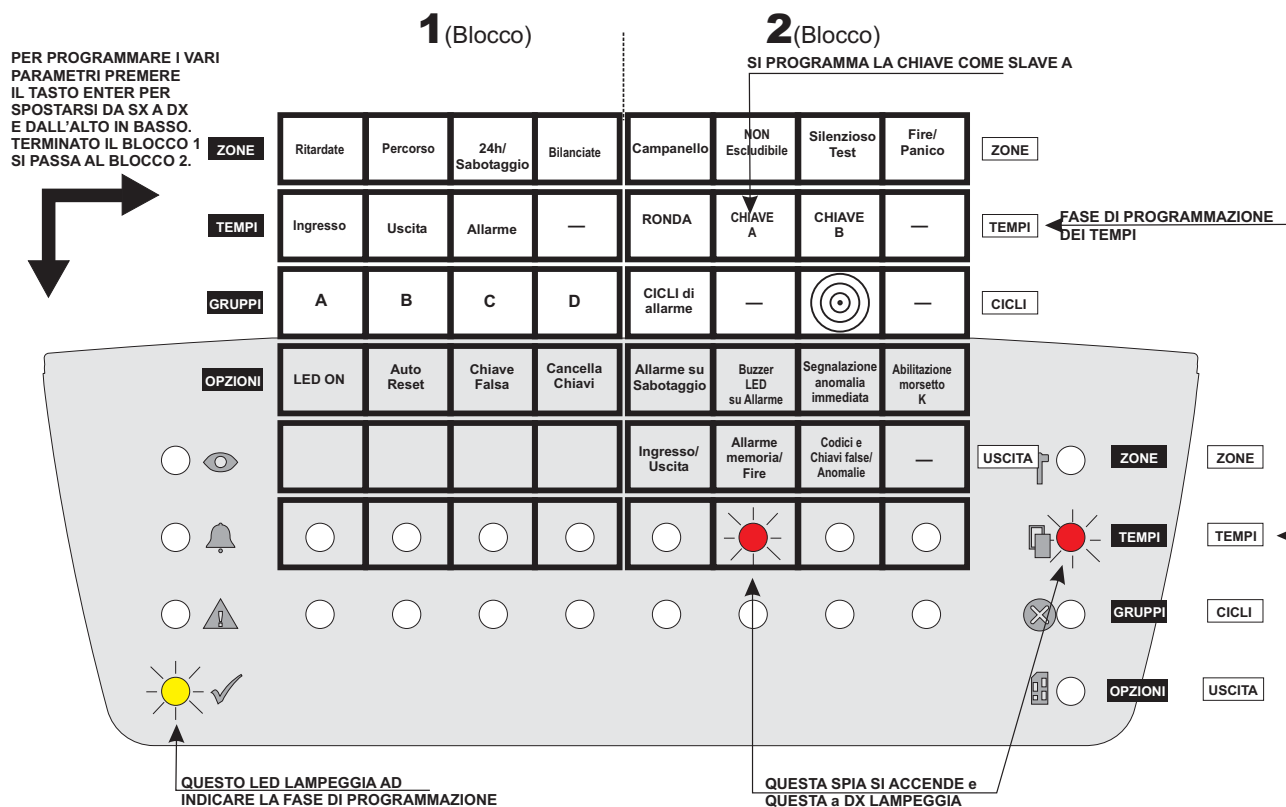 1(Blocco)
2(Blocco)
PER PROGRAMMARE I VARI
PARAMETRI PREMERE
IL TASTO ENTER PER
SPOSTARSI DA SX A DX
E DALL'ALTO IN BASSO.
TERMINATO IL BLOCCO 1
SI PASSA AL BLOCCO 2.
SI PROGRAMMA LA CHIAVE COME SLAVE A
ZONE
Ritardate
Percorso
24h/
Sabotaggio
Bilanciate
Campanello
NON
Escludibile
Silenzioso
Test
Fire/
Panico
ZONE
TEMPI
Ingresso
Uscita
Allarme
—
RONDA
CHIAVE
A
CHIAVE
B
—
TEMPI
FASE DI PROGRAMMAZIONE
DEI TEMPI
GRUPPI
A
B
C
D
CICLI di
allarme
—
—
CICLI
OPZIONI
LED ON
Auto
Reset
Chiave
Falsa
Cancella
Chiavi
Allarme su
Sabotaggio
Buzzer
LED
su Allarme
Segnalazione
anomalia
immediata
Abilitazione
morsetto
K
Ingresso/
Uscita
Allarme
memoria/
Fire
Codici e
Chiavi false/
Anomalie
—
USCITA
ZONE
ZONE
TEMPI
TEMPI
GRUPPI
CICLI
OPZIONI
USCITA
QUESTO LED LAMPEGGIA AD
INDICARE LA FASE DI PROGRAMMAZIONE
QUESTA SPIA SI ACCENDE e
QUESTA a DX LAMPEGGIA